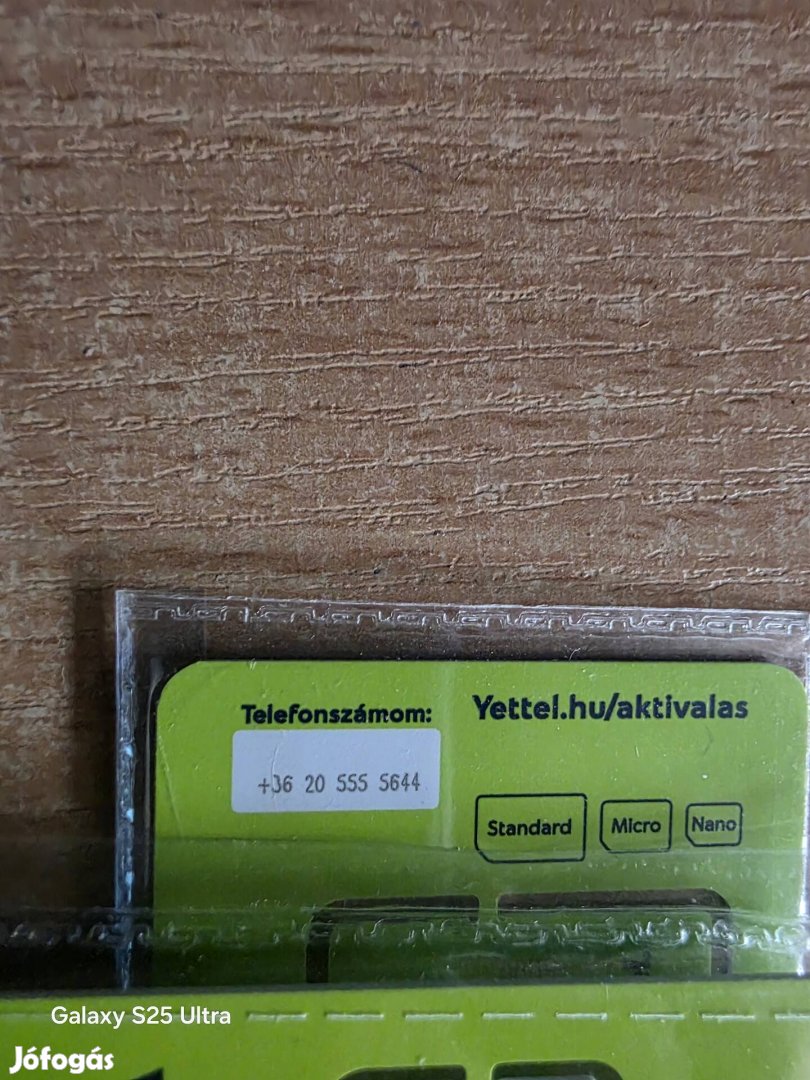 Telefonszámom:
Yettel.hu/aktivalas
+36 20 555 5644
Standard
Micro
Nano
Galaxy S25 Ultra
Jófogás